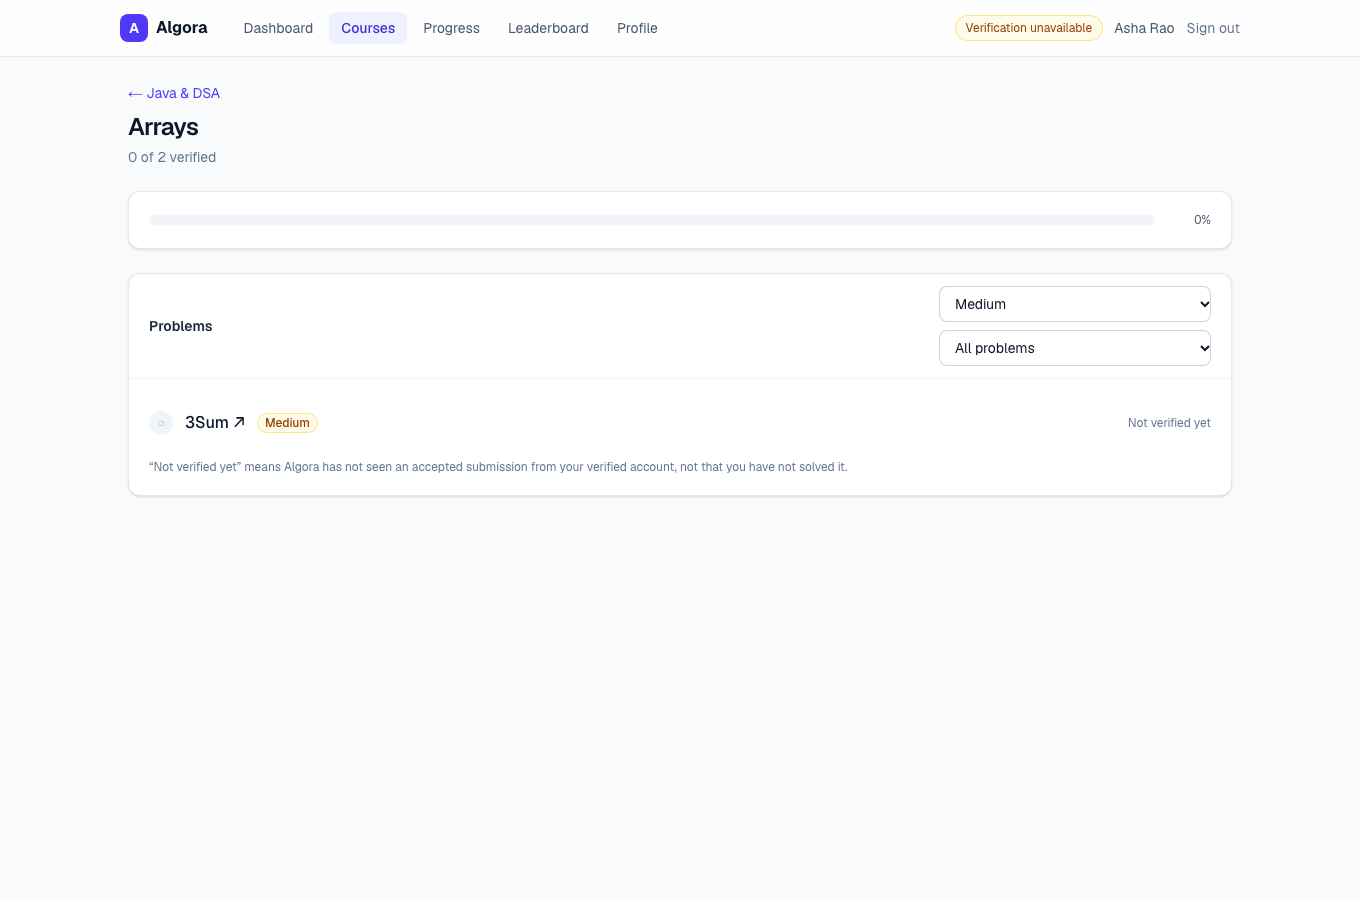 A Algora Dashboard Courses Progress Leaderboard Profile Verification unavailable Asha Rao Sign out
← Java & DSA
Arrays
0 of 2 verified
0%
Problems
Medium
All problems
3Sum ↗ Medium Not verified yet
“Not verified yet” means Algora has not seen an accepted submission from your verified account, not that you have not solved it.